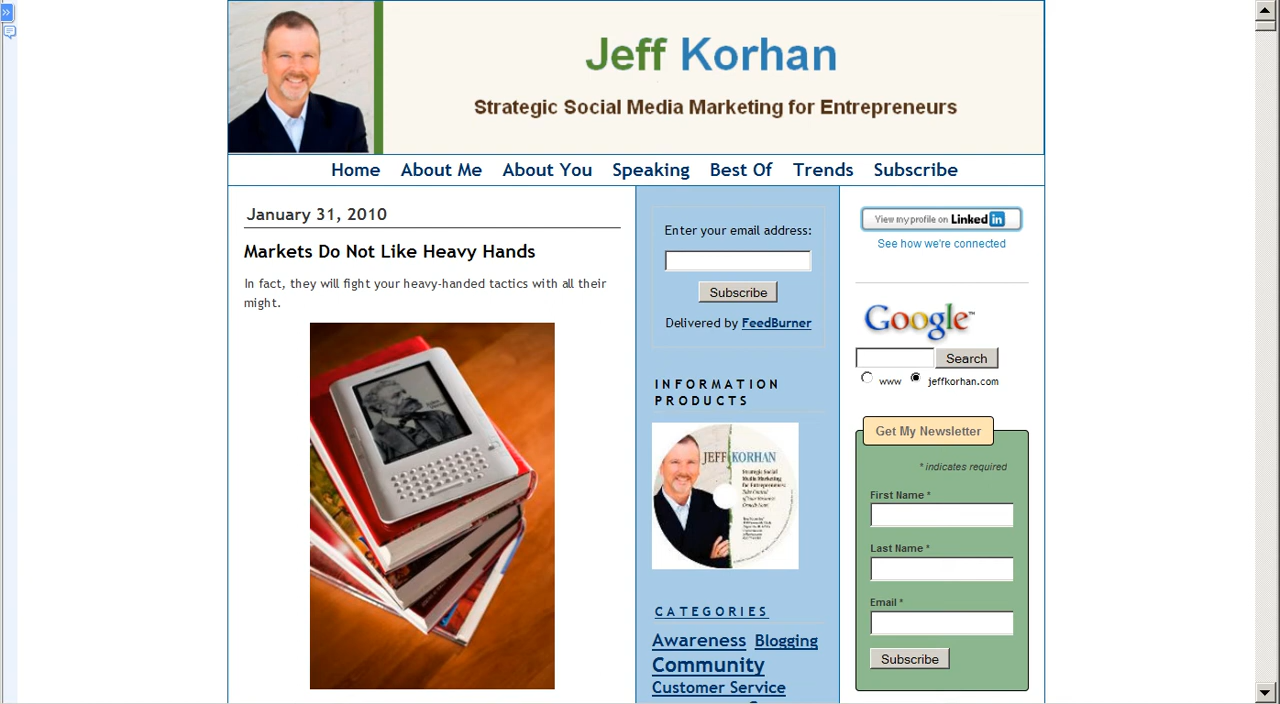 Jeff Korhan
Strategic Social Media Marketing for Entrepreneurs
Home About Me About You Speaking Best Of Trends Subscribe
January 31, 2010
Markets Do Not Like Heavy Hands
In fact, they will fight your heavy-handed tactics with all their
might.
Enter your email address:
Subscribe
Delivered by FeedBurner
INFORMATION
PRODUCTS
JEFF KORHAN
Strategic Social
Media Marketing
for Entrepreneurs
CATEGORIES
Awareness Blogging
Community
Customer Service
View my profile on Linked in
See how we're connected
Google™
Search
www jeffkorhan.com
Get My Newsletter
* indicates required
First Name *
Last Name *
Email *
Subscribe